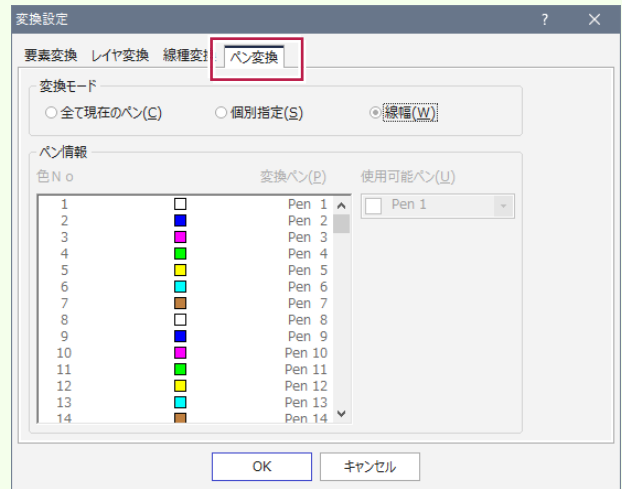 変換設定 ? ×
要素変換 レイヤ変換 線種変換 ペン変換
変換モード
全て現在のペン(C) 個別指定(S) 線幅(W)
ペン情報
色No 変換ペン(P) 使用可能ペン(U)
1 Pen 1 Pen 1
2 Pen 2
3 Pen 3
4 Pen 4
5 Pen 5
6 Pen 6
7 Pen 7
8 Pen 8
9 Pen 9
10 Pen 10
11 Pen 11
12 Pen 12
13 Pen 13
14 Pen 14
OK キャンセル